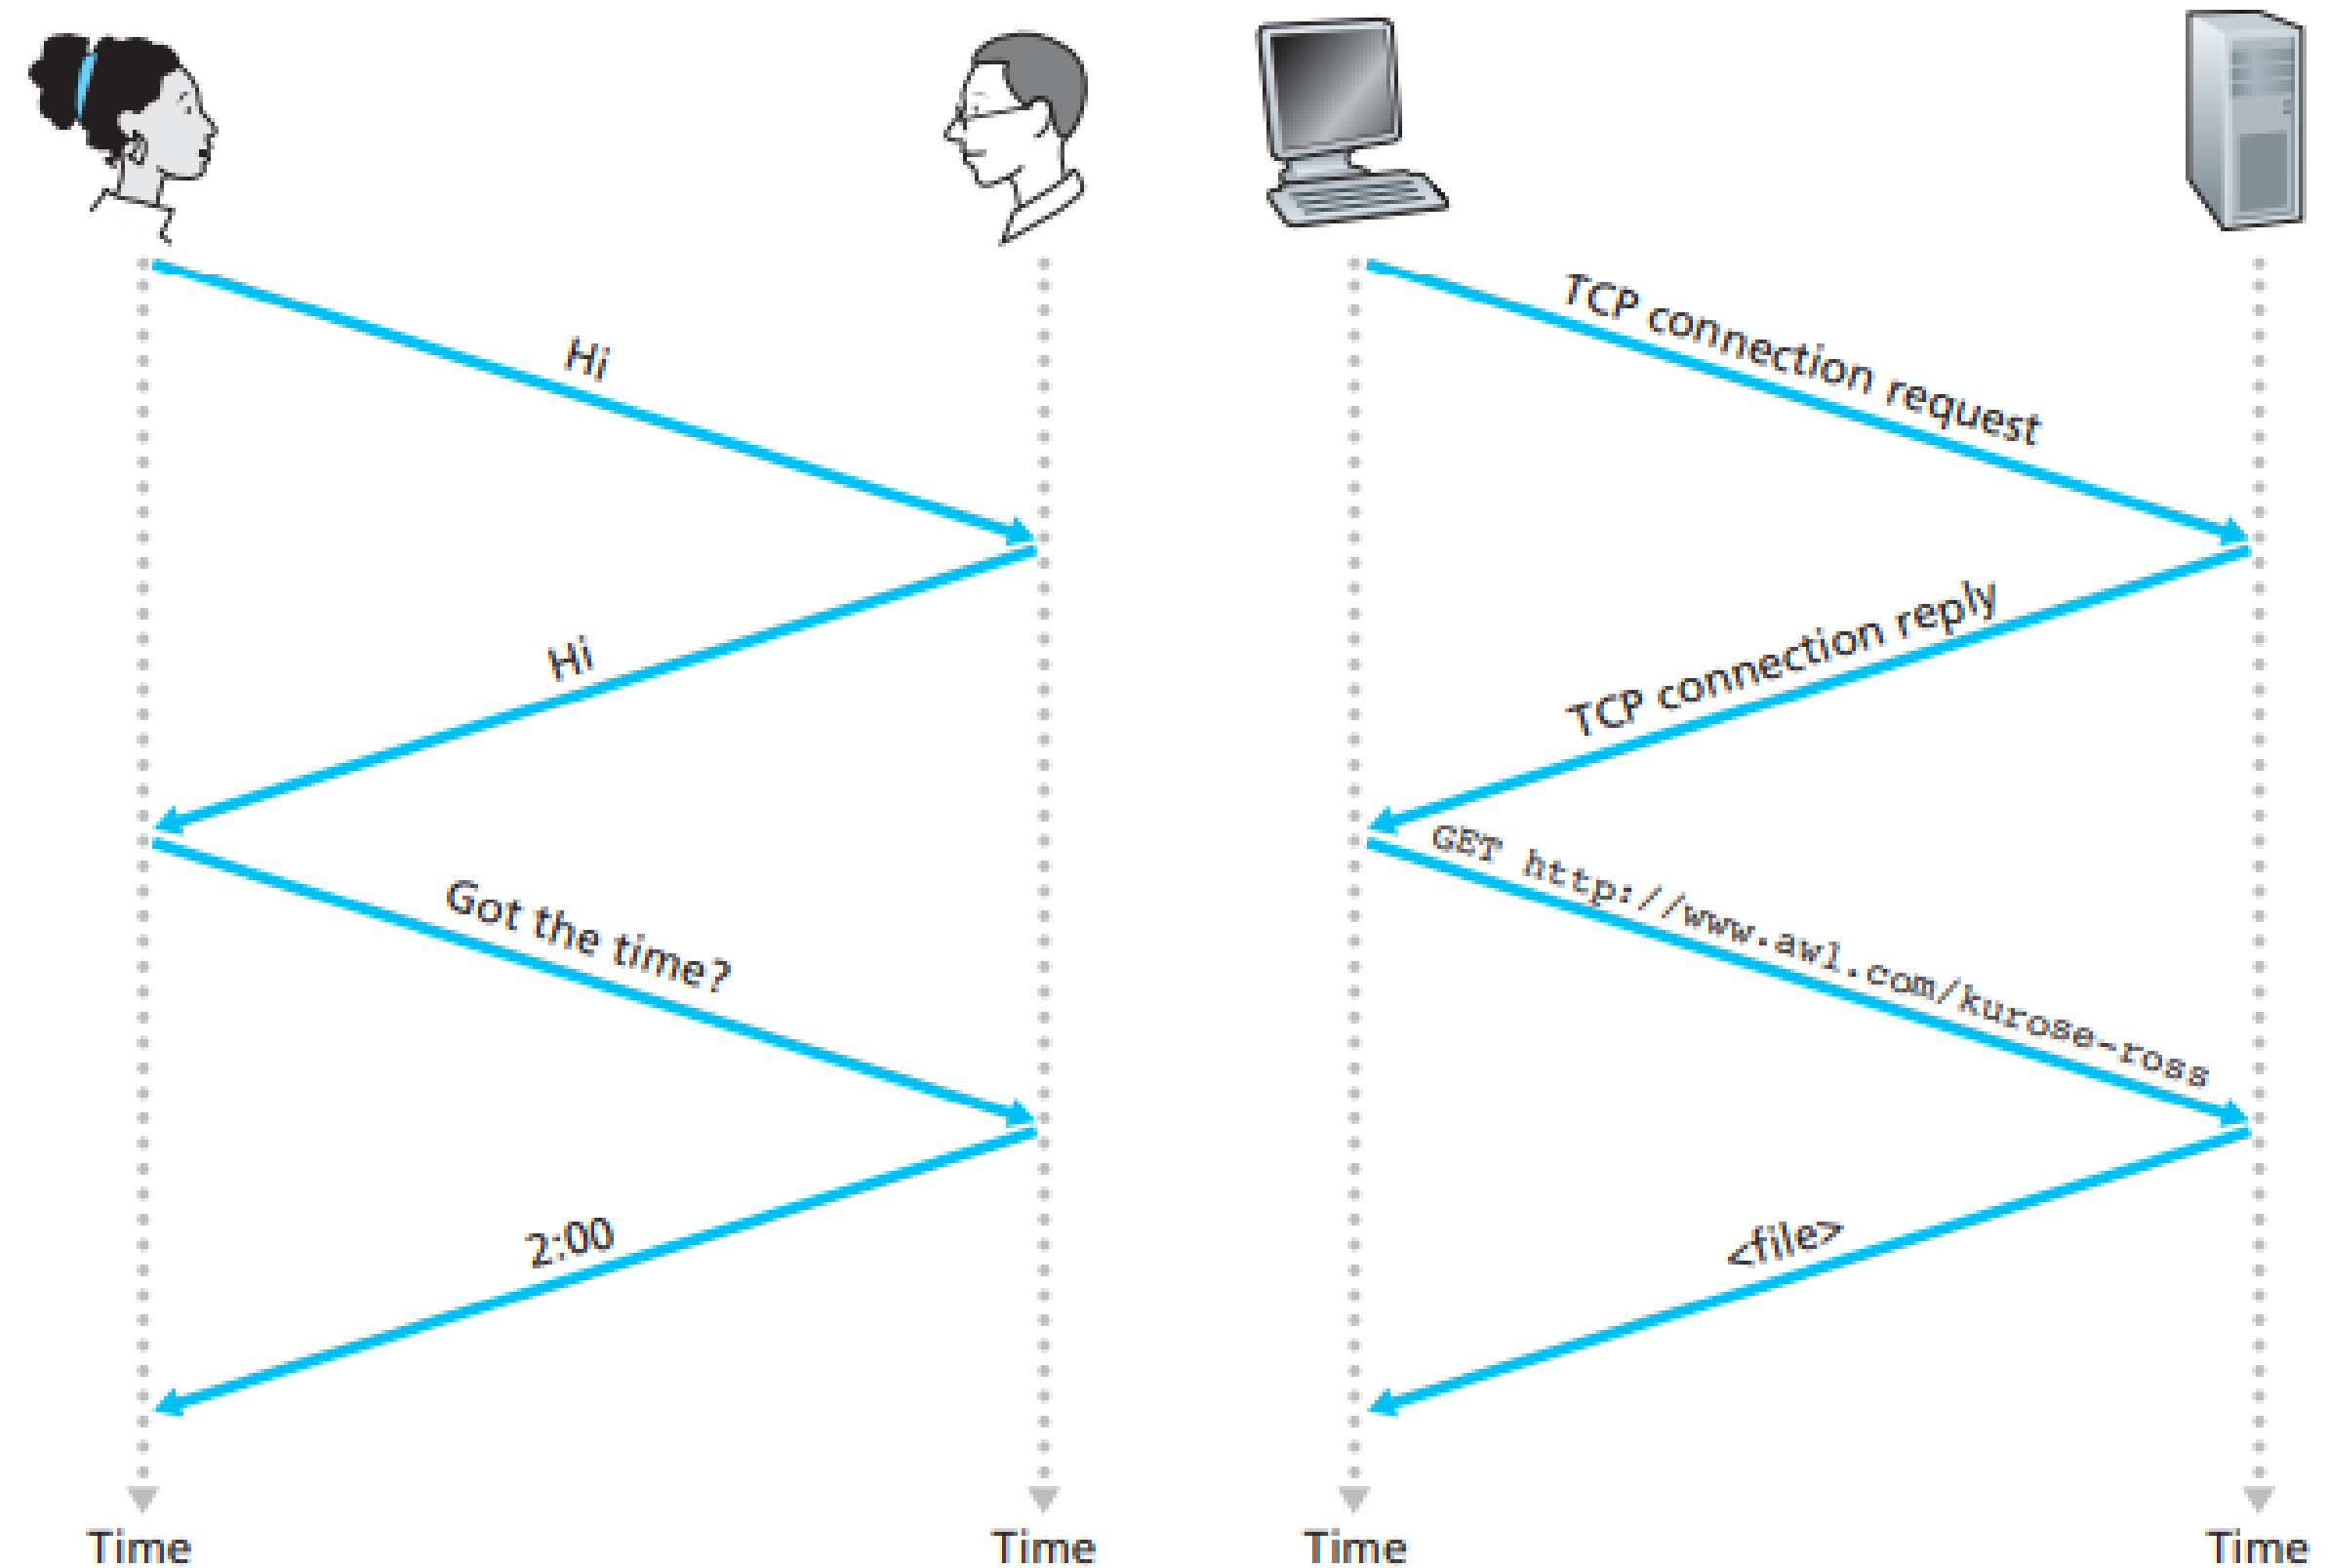 Hi
Hi
Got the time?
2:00
Time
Time
TCP connection request
TCP connection reply
GET http://www.awl.com/kurose-ross
<file>
Time
Time